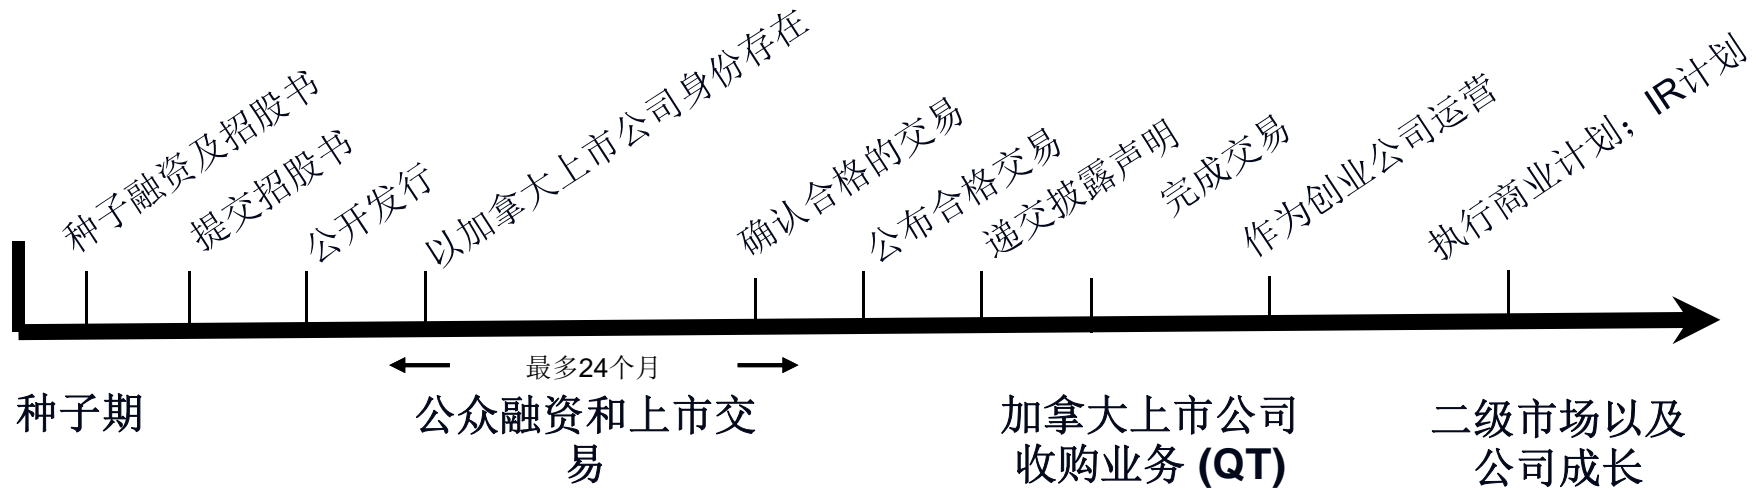 种子融资及招股书
提交招股书
公开发行
以加拿大上市公司身份存在
确认合格的交易
公布合格交易
递交披露声明
完成交易
作为创业公司运营
执行商业计划；IR计划
最多24个月
种子期
公众融资和上市交
易
加拿大上市公司
收购业务 (QT)
二级市场以及
公司成长